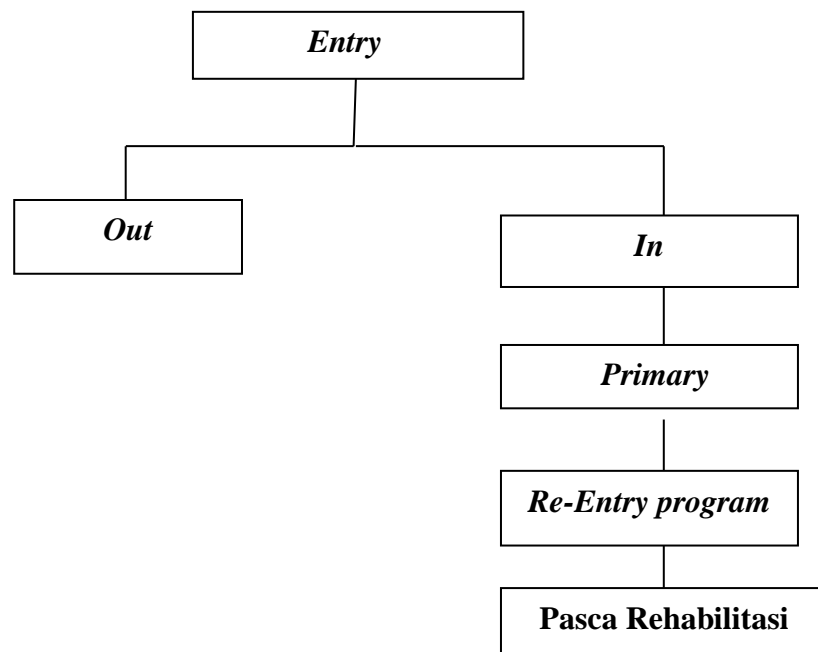 Entry
Out
In
Primary
Re-Entry program
Pasca Rehabilitasi